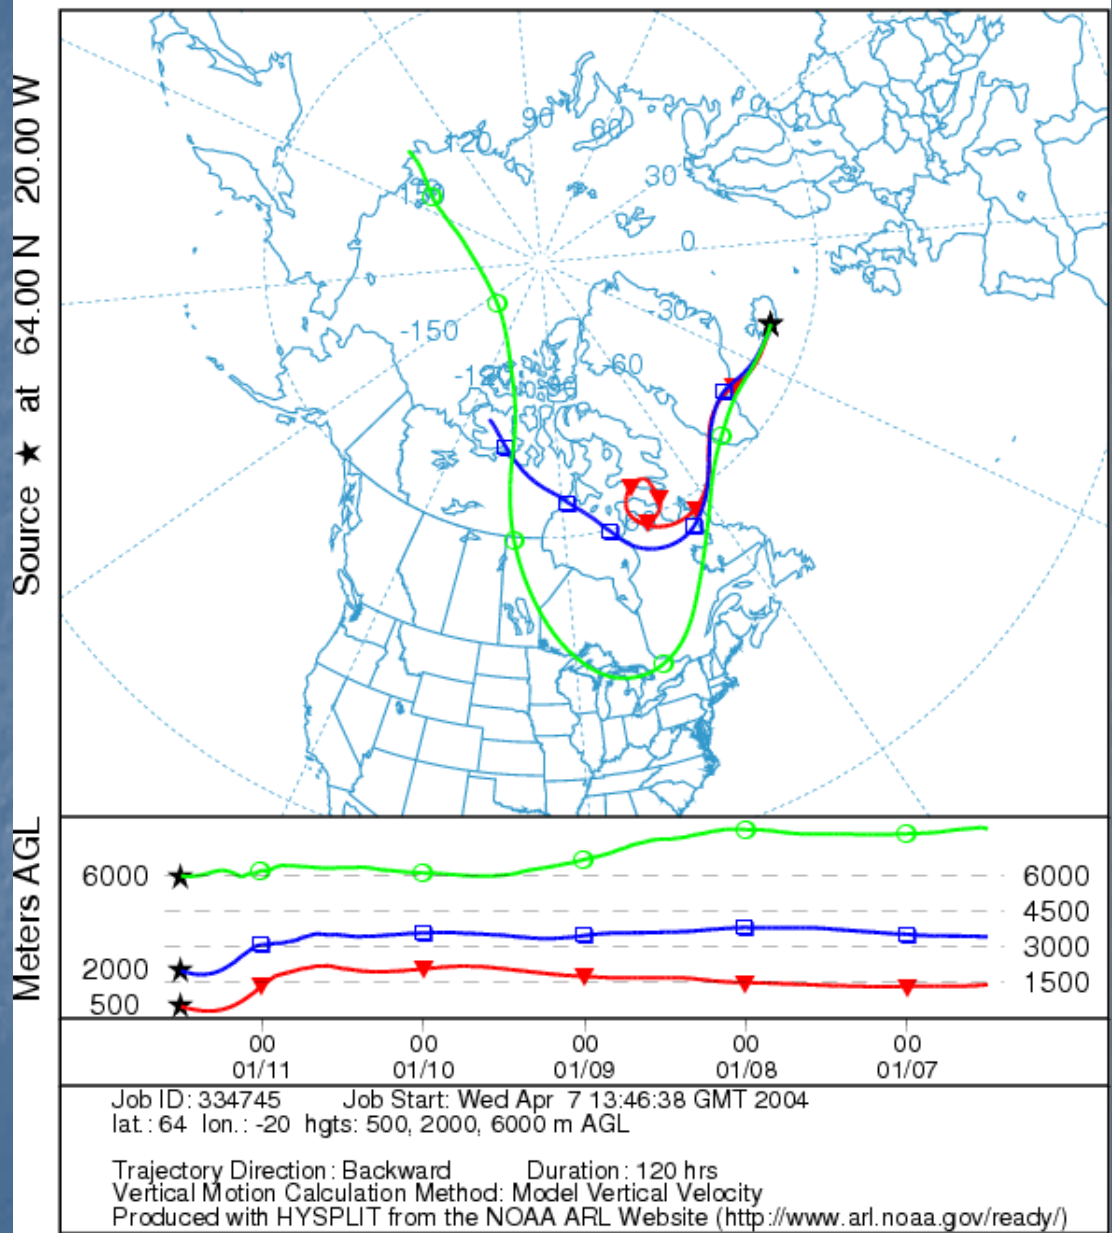 Source ★ at 64.00 N 20.00 W
90
120
60
150
30
0
-150
-30
-120
-60
-90
Meters AGL
6000 6000
4500
3000
2000
1500
500
00 00 00 00 00
01/11 01/10 01/09 01/08 01/07
Job ID: 334745 Job Start: Wed Apr 7 13:46:38 GMT 2004
lat.: 64 lon.: -20 hgts: 500, 2000, 6000 m AGL
Trajectory Direction: Backward Duration: 120 hrs
Vertical Motion Calculation Method: Model Vertical Velocity
Produced with HYSPLIT from the NOAA ARL Website (http://www.arl.noaa.gov/ready/)